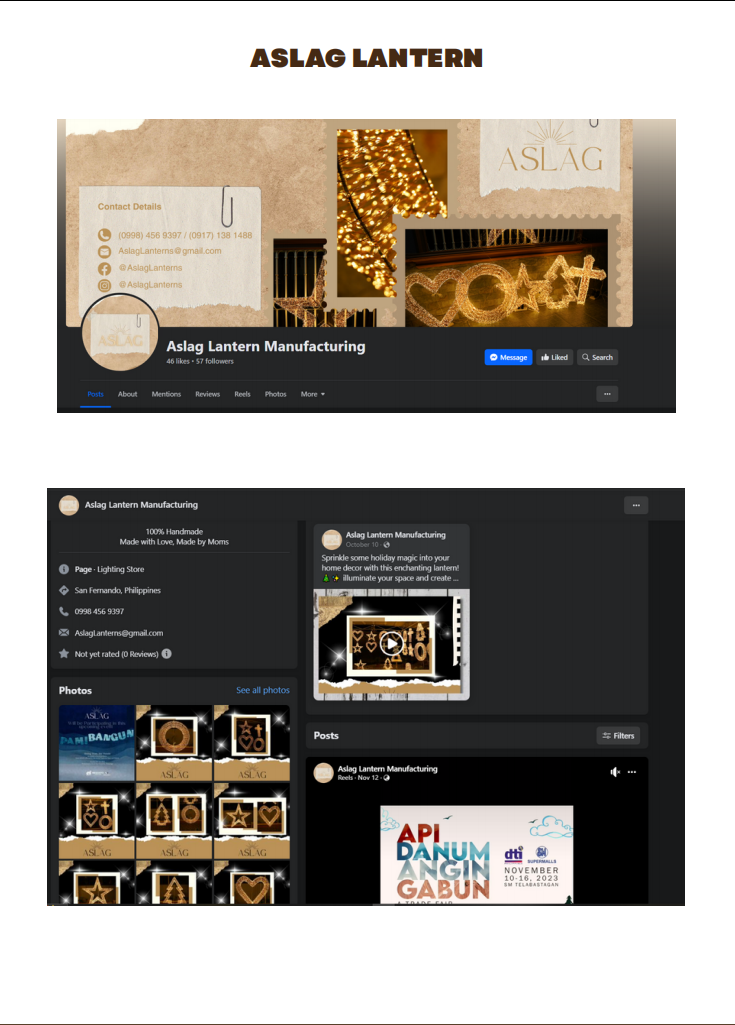 ASLAG LANTERN
ASLAG
Contact Details
(0998) 456 9397 / (0917) 138 1488
AslagLanterns@gmail.com
@AslagLanterns
@AslagLanterns
ASLAG
Aslag Lantern Manufacturing
46 likes • 57 followers
Message
Liked
Search
Posts About Mentions Reviews Reels Photos More
Aslag Lantern Manufacturing
100% Handmade
Made with Love, Made by Moms
Page · Lighting Store
San Fernando, Philippines
0998 456 9397
AslagLanterns@gmail.com
Not yet rated (0 Reviews)
Photos
See all photos
ASLAG
ASLAG
ASLAG
ASLAG
ASLAG
ASLAG
Aslag Lantern Manufacturing
October 10
Sprinkle some holiday magic into your
home decor with this enchanting lantern!
illuminate your space and create ...
Posts
Filters
Aslag Lantern Manufacturing
Reels · Nov 12 ·
API
DANUM
ANGIN
GABUN
A TRADE FAIR
dti
SM
SUPERMALLS
NOVEMBER
10-16, 2023
SM TELABASTAGAN